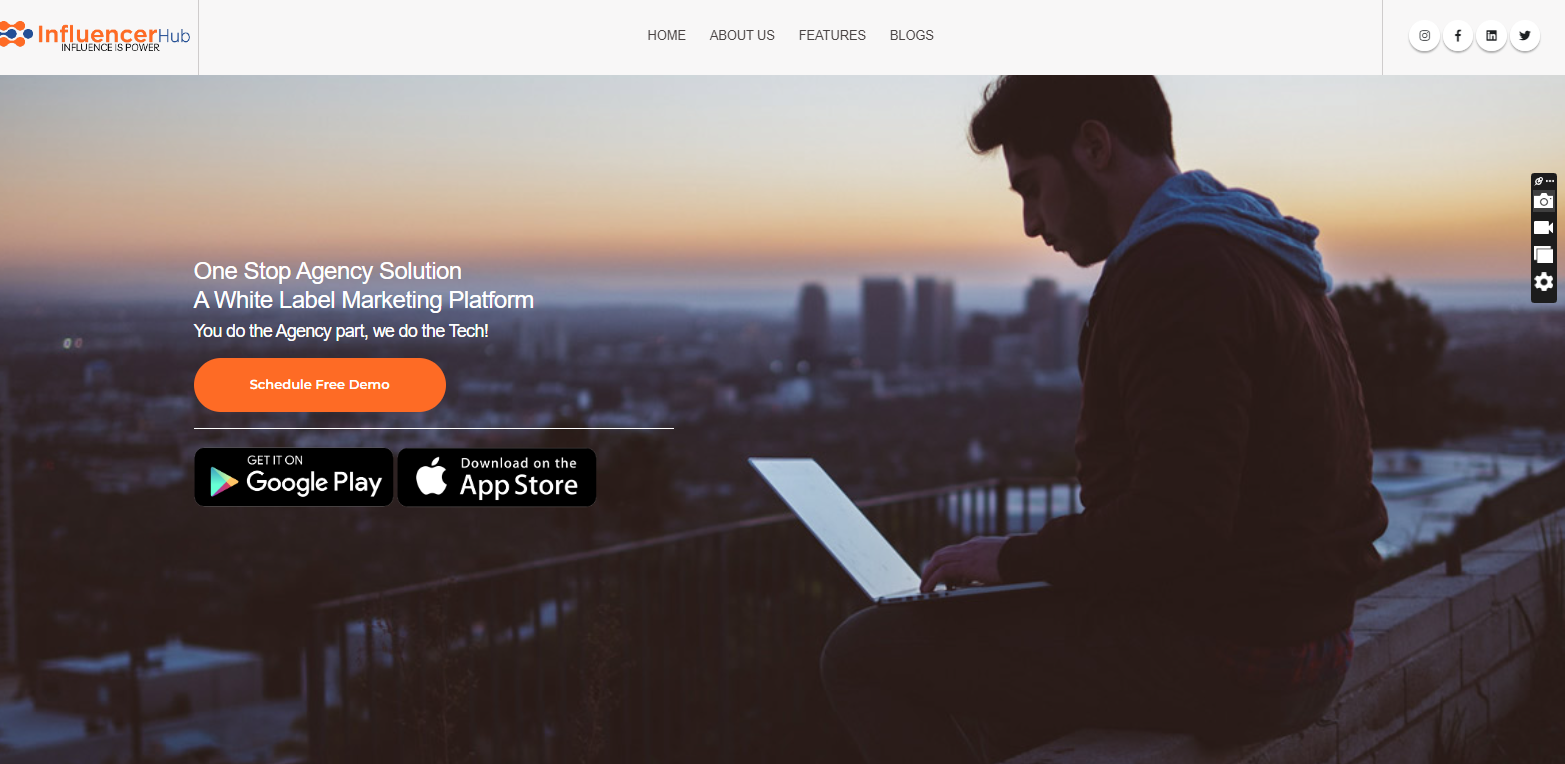 InfluencerHub
INFLUENCE IS POWER
HOME ABOUT US FEATURES BLOGS
One Stop Agency Solution
A White Label Marketing Platform
You do the Agency part, we do the Tech!
Schedule Free Demo
GET IT ON
Google Play
Download on the
App Store